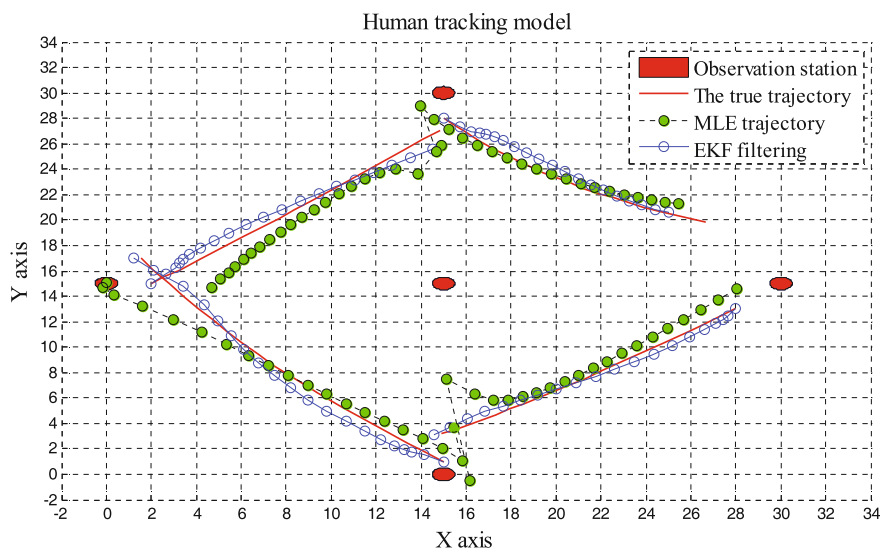 Human tracking model
34
32
30
28
26
24
22
20
18
16
14
12
10
8
6
4
2
0
-2
Y axis
Observation station
The true trajectory
MLE trajectory
EKF filtering
-2 0 2 4 6 8 10 12 14 16 18 20 22 24 26 28 30 32 34
X axis